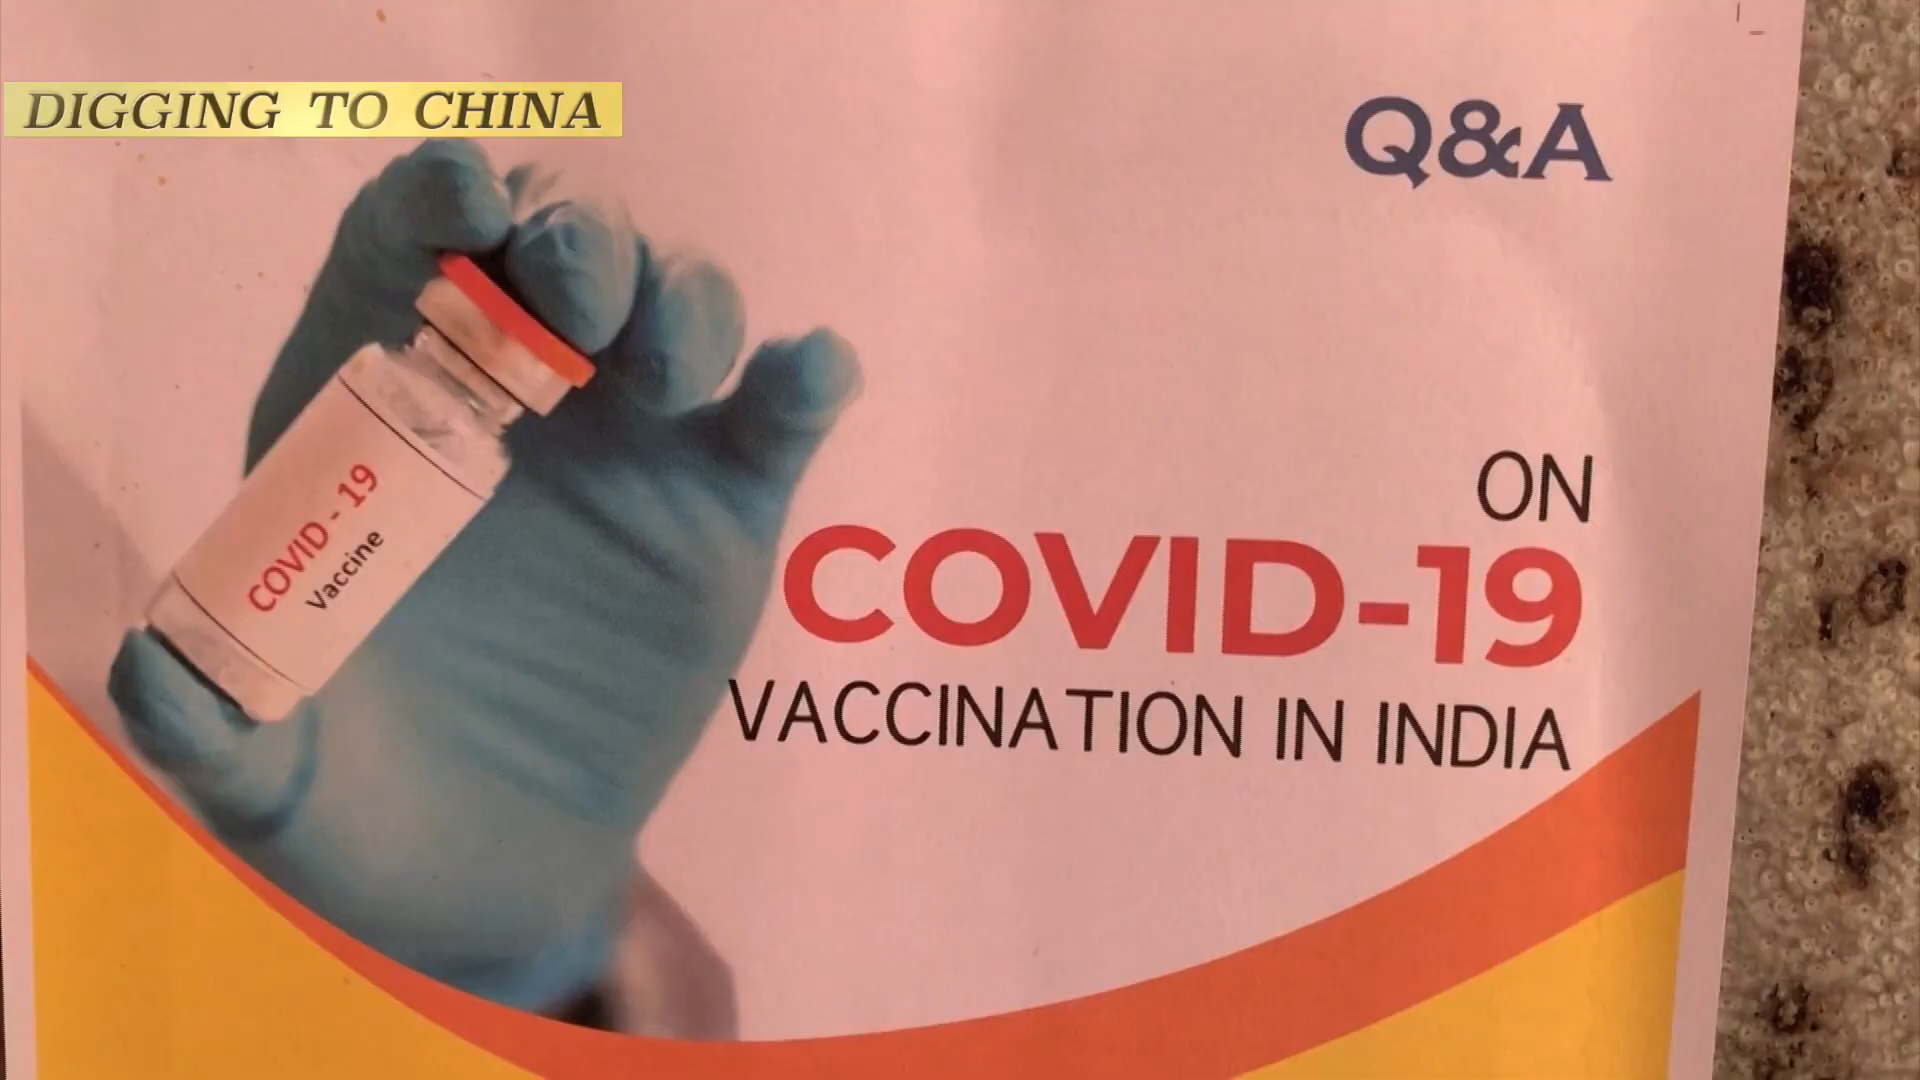 DIGGING TO CHINA
Q&A
ON
COVID-19
VACCINATION IN INDIA
COVID - 19
Vaccine